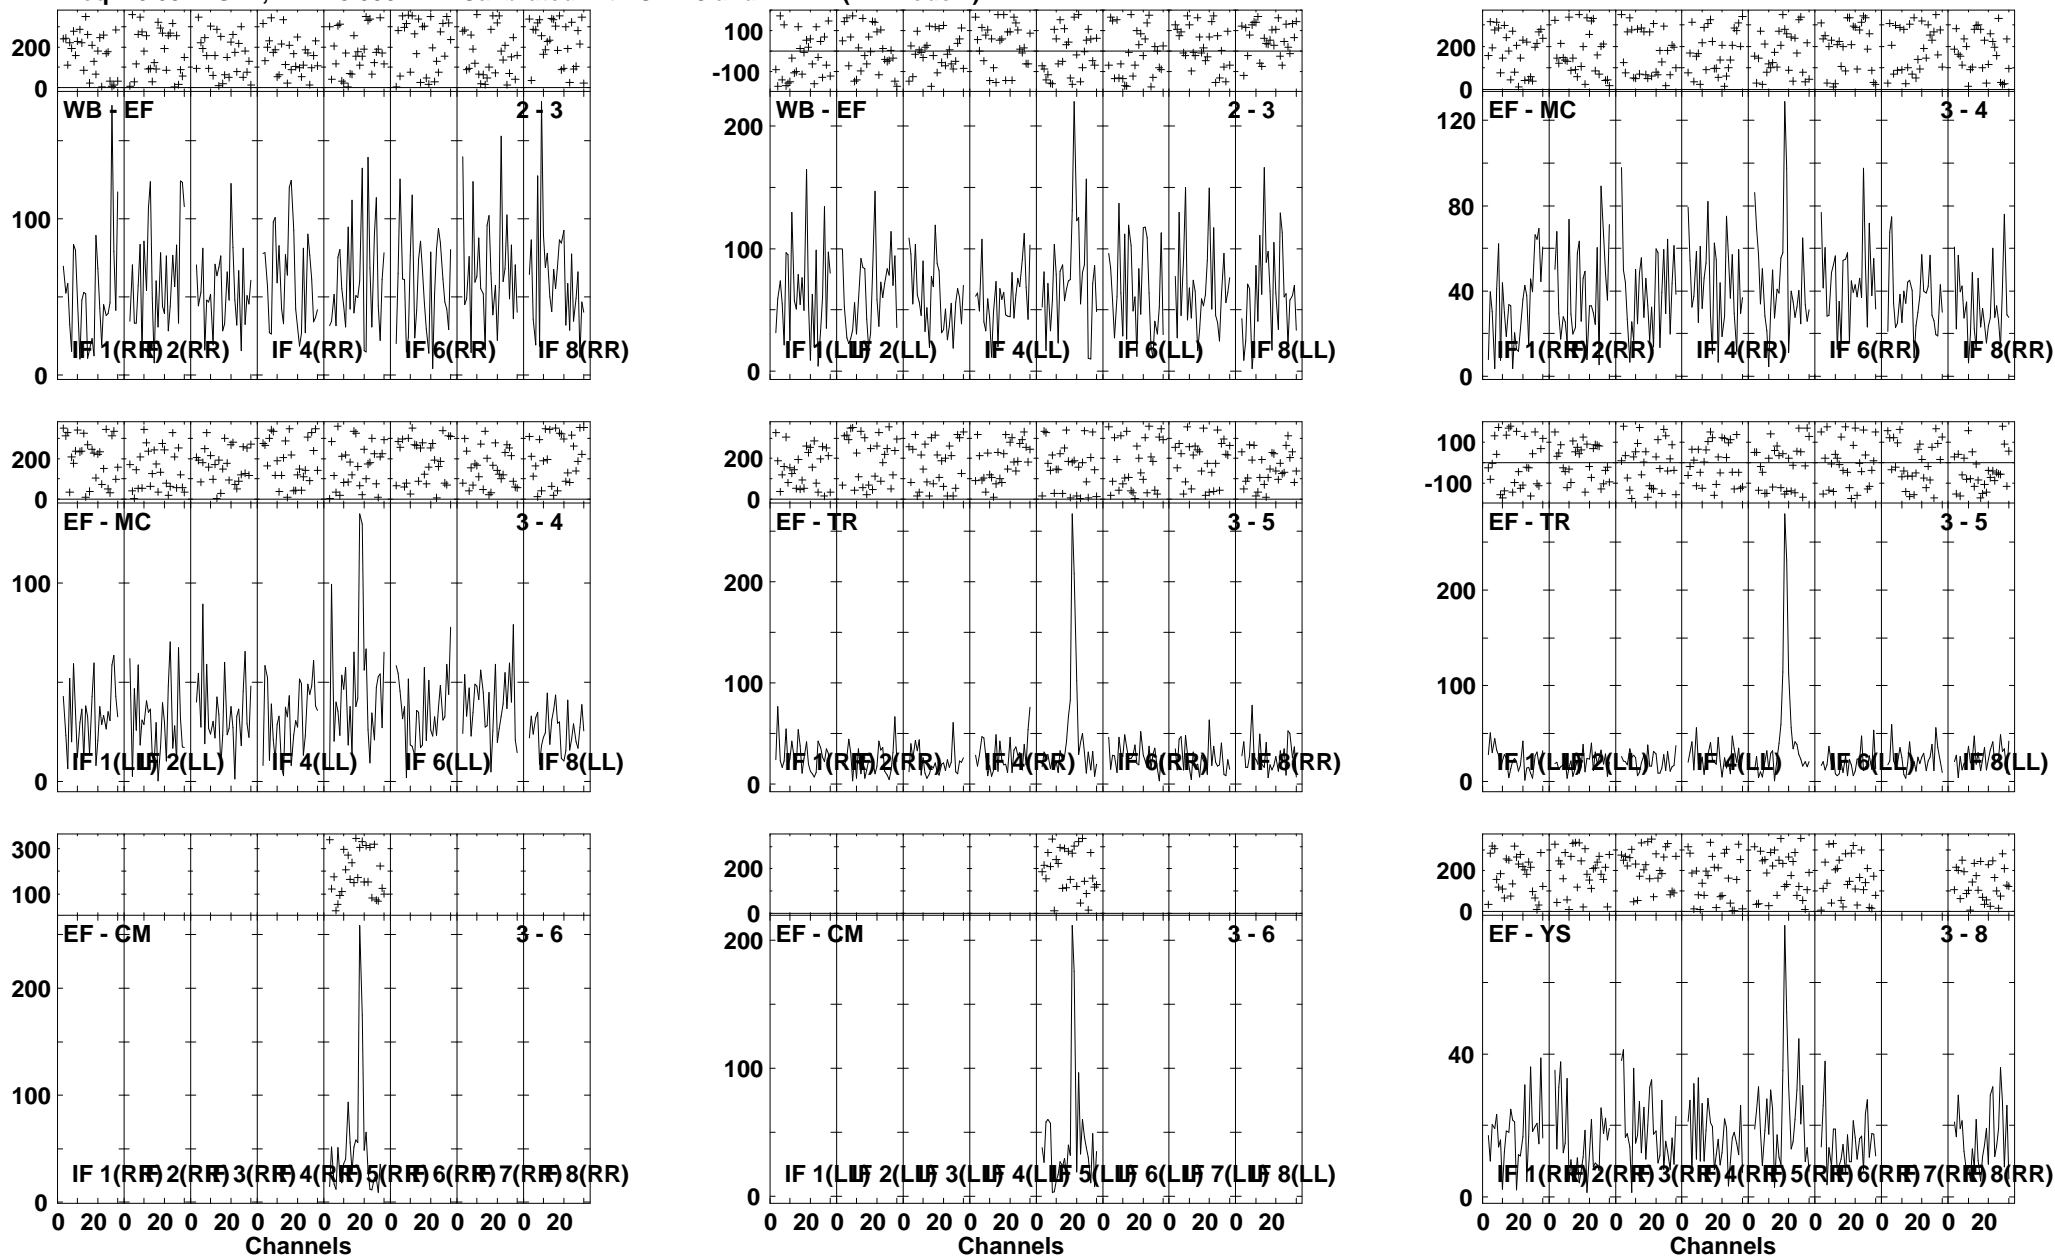 200
0
WB - EF 2 - 3
100
0
IF 1(RR) IF 2(RR) IF 4(RR) IF 6(RR) IF 8(RR)
100
-100
WB - EF 2 - 3
200
100
0
IF 1(LL) IF 2(LL) IF 4(LL) IF 6(LL) IF 8(LL)
200
0
EF - MC 3 - 4
120
80
40
0
IF 1(RR) IF 2(RR) IF 4(RR) IF 6(RR) IF 8(RR)
200
0
EF - MC 3 - 4
100
0
IF 1(LL) IF 2(LL) IF 4(LL) IF 6(LL) IF 8(LL)
200
0
EF - TR 3 - 5
200
100
0
IF 1(RR) IF 2(RR) IF 4(RR) IF 6(RR) IF 8(RR)
100
-100
EF - TR 3 - 5
200
100
0
IF 1(LL) IF 2(LL) IF 4(LL) IF 6(LL) IF 8(LL)
300
100
EF - CM 3 - 6
200
100
0
IF 1(RR) IF 2(RR) IF 3(RR) IF 4(RR) IF 5(RR) IF 6(RR) IF 7(RR) IF 8(RR)
0 20 0 20 0 20 0 20 0 20 0 20 0 20 0 20
Channels
200
0
EF - CM 3 - 6
200
100
0
IF 1(LL) IF 2(LL) IF 3(LL) IF 4(LL) IF 5(LL) IF 6(LL) IF 7(LL) IF 8(LL)
0 20 0 20 0 20 0 20 0 20 0 20 0 20 0 20
Channels
200
0
EF - YS 3 - 8
40
0
IF 1(RR) IF 2(RR) IF 3(RR) IF 4(RR) IF 5(RR) IF 6(RR) IF 7(RR) IF 8(RR)
0 20 0 20 0 20 0 20 0 20 0 20 0 20 0 20